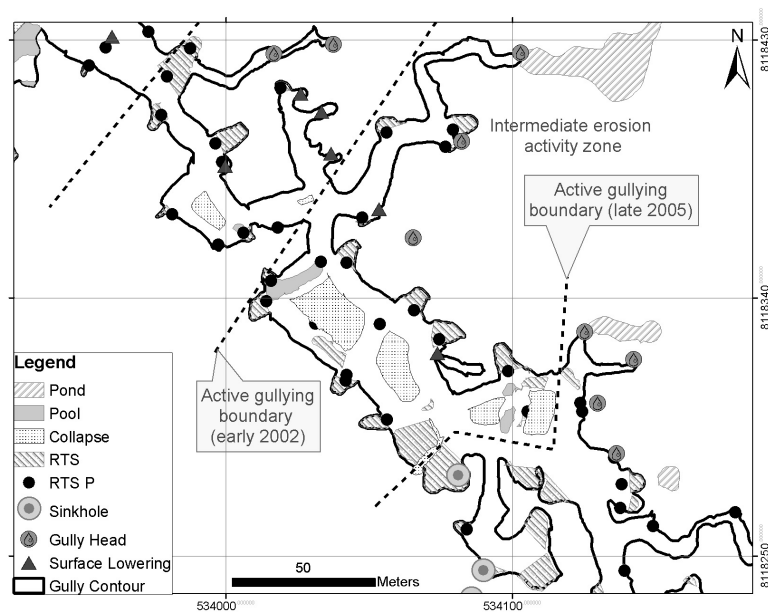 N
8118430
Intermediate erosion
activity zone
Active gullying
boundary (late 2005)
8118340
Active gullying
boundary
(early 2002)
Legend
Pond
Pool
Collapse
RTS
RTS P
Sinkhole
Gully Head
Surface Lowering
Gully Contour
50
Meters
8118250
534000
534100